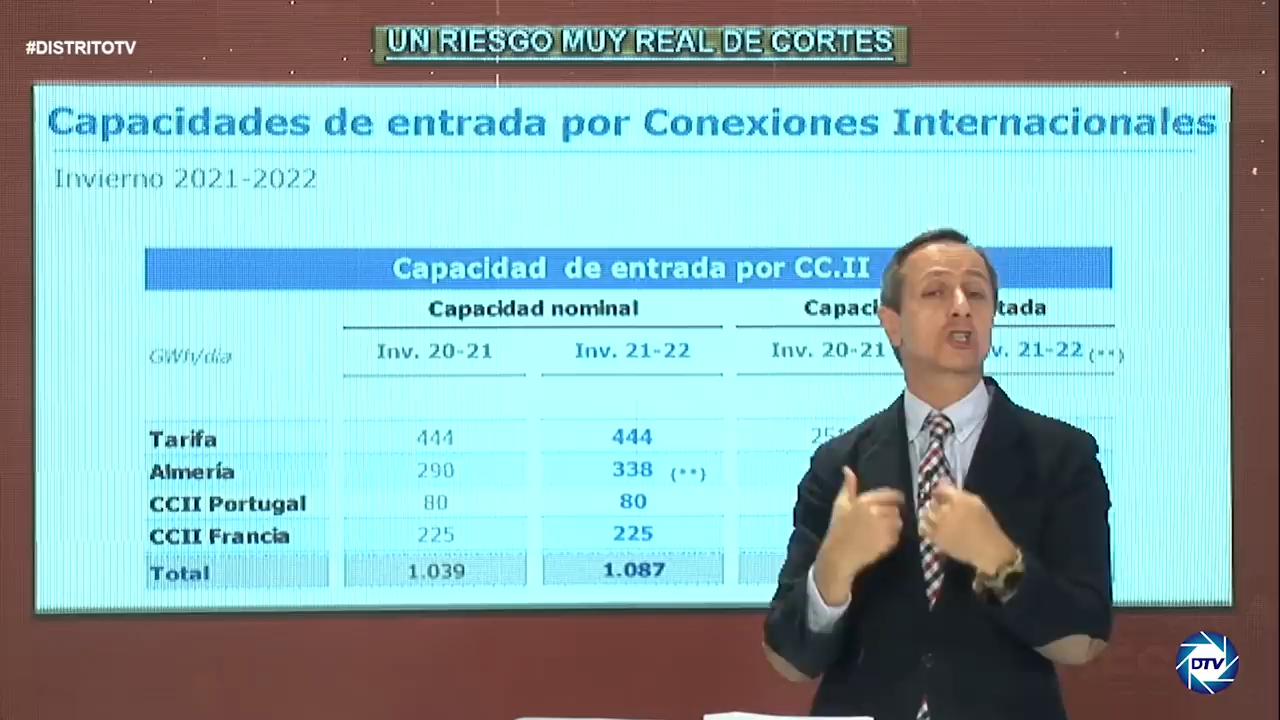 #DISTRITOTV
UN RIESGO MUY REAL DE CORTES
Capacidades de entrada por Conexiones Internacionales
Invierno 2021-2022
Capacidad de entrada por CC.II
Capacidad nominal
GWh/día Inv. 20-21 Inv. 21-22 Inv. 20-21 21-22 (**)
Tarifa 444 444
Almería 290 338 (**)
CCII Portugal 80 80
CCII Francia 225 225
Total 1.039 1.087
DTV